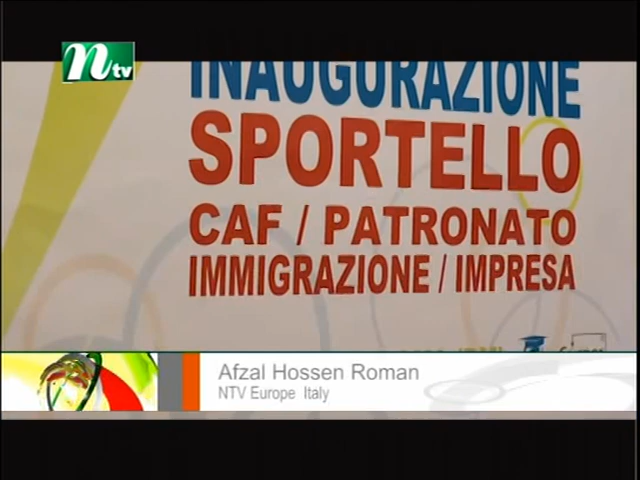 ntv
INAUGURAZIONE
SPORTELLO
CAF / PATRONATO
IMMIGRAZIONE / IMPRESA
Afzal Hossen Roman
NTV Europe Italy